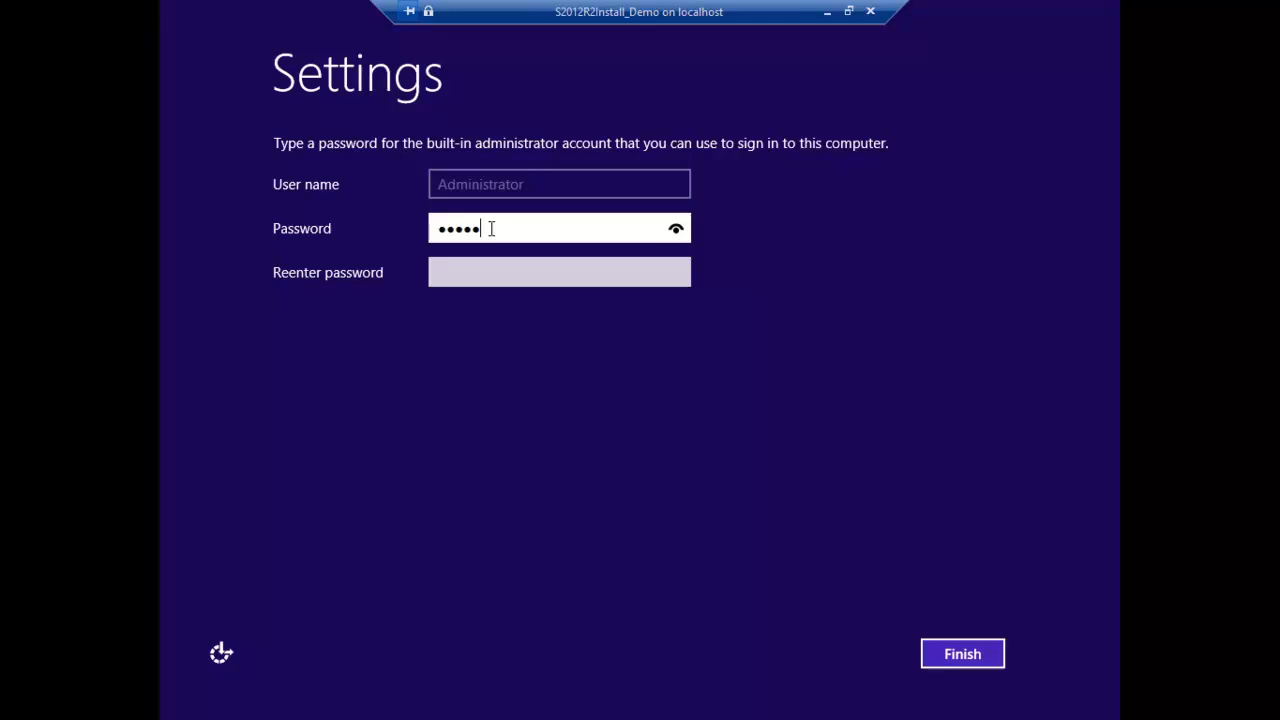 S2012R2Install_Demo on localhost
Settings
Type a password for the built-in administrator account that you can use to sign in to this computer.
User name
Administrator
Password
•••••
Reenter password
Finish